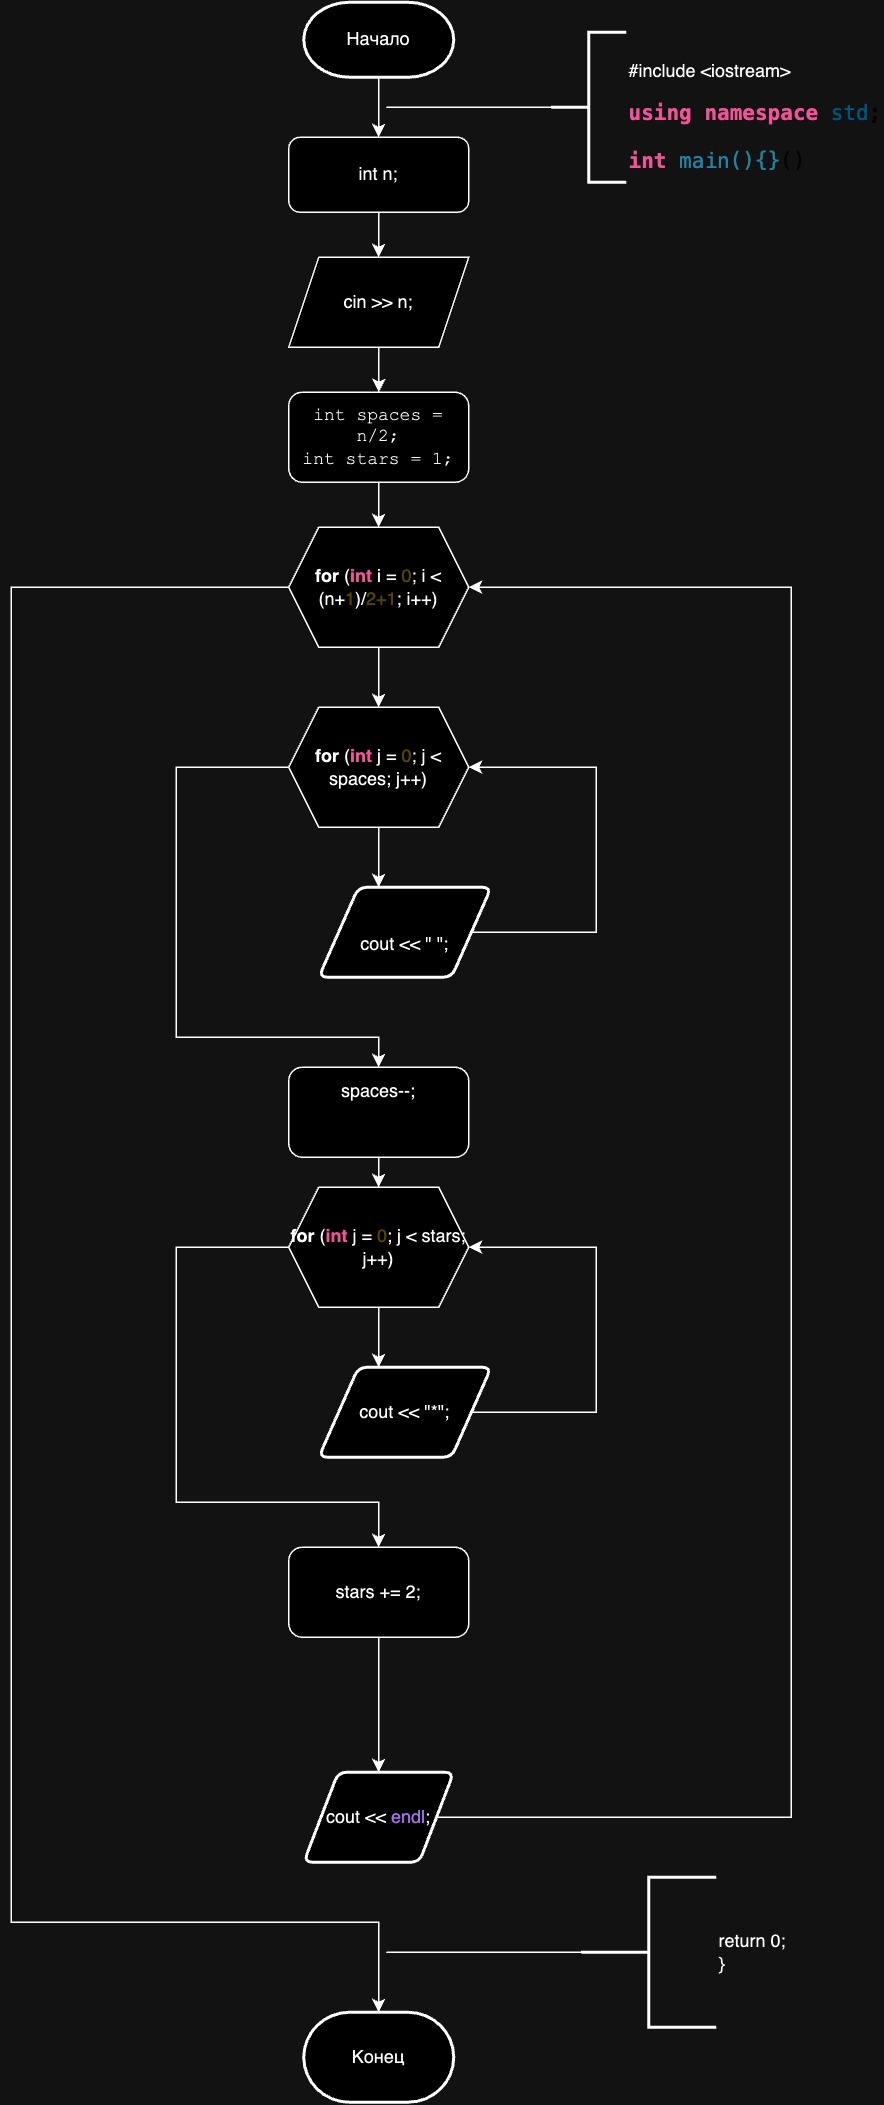 Начало
#include <iostream>
using namespace std;
int main(){}()
int n;
cin >> n;
int spaces =
n/2;
int stars = 1;
for (int i = 0; i <
(n+1)/2+1; i++)
for (int j = 0; j <
spaces; j++)
cout << " ";
spaces--;
for (int j = 0; j < stars;
j++)
cout << "*";
stars += 2;
cout << endl;
return 0;
}
Конец